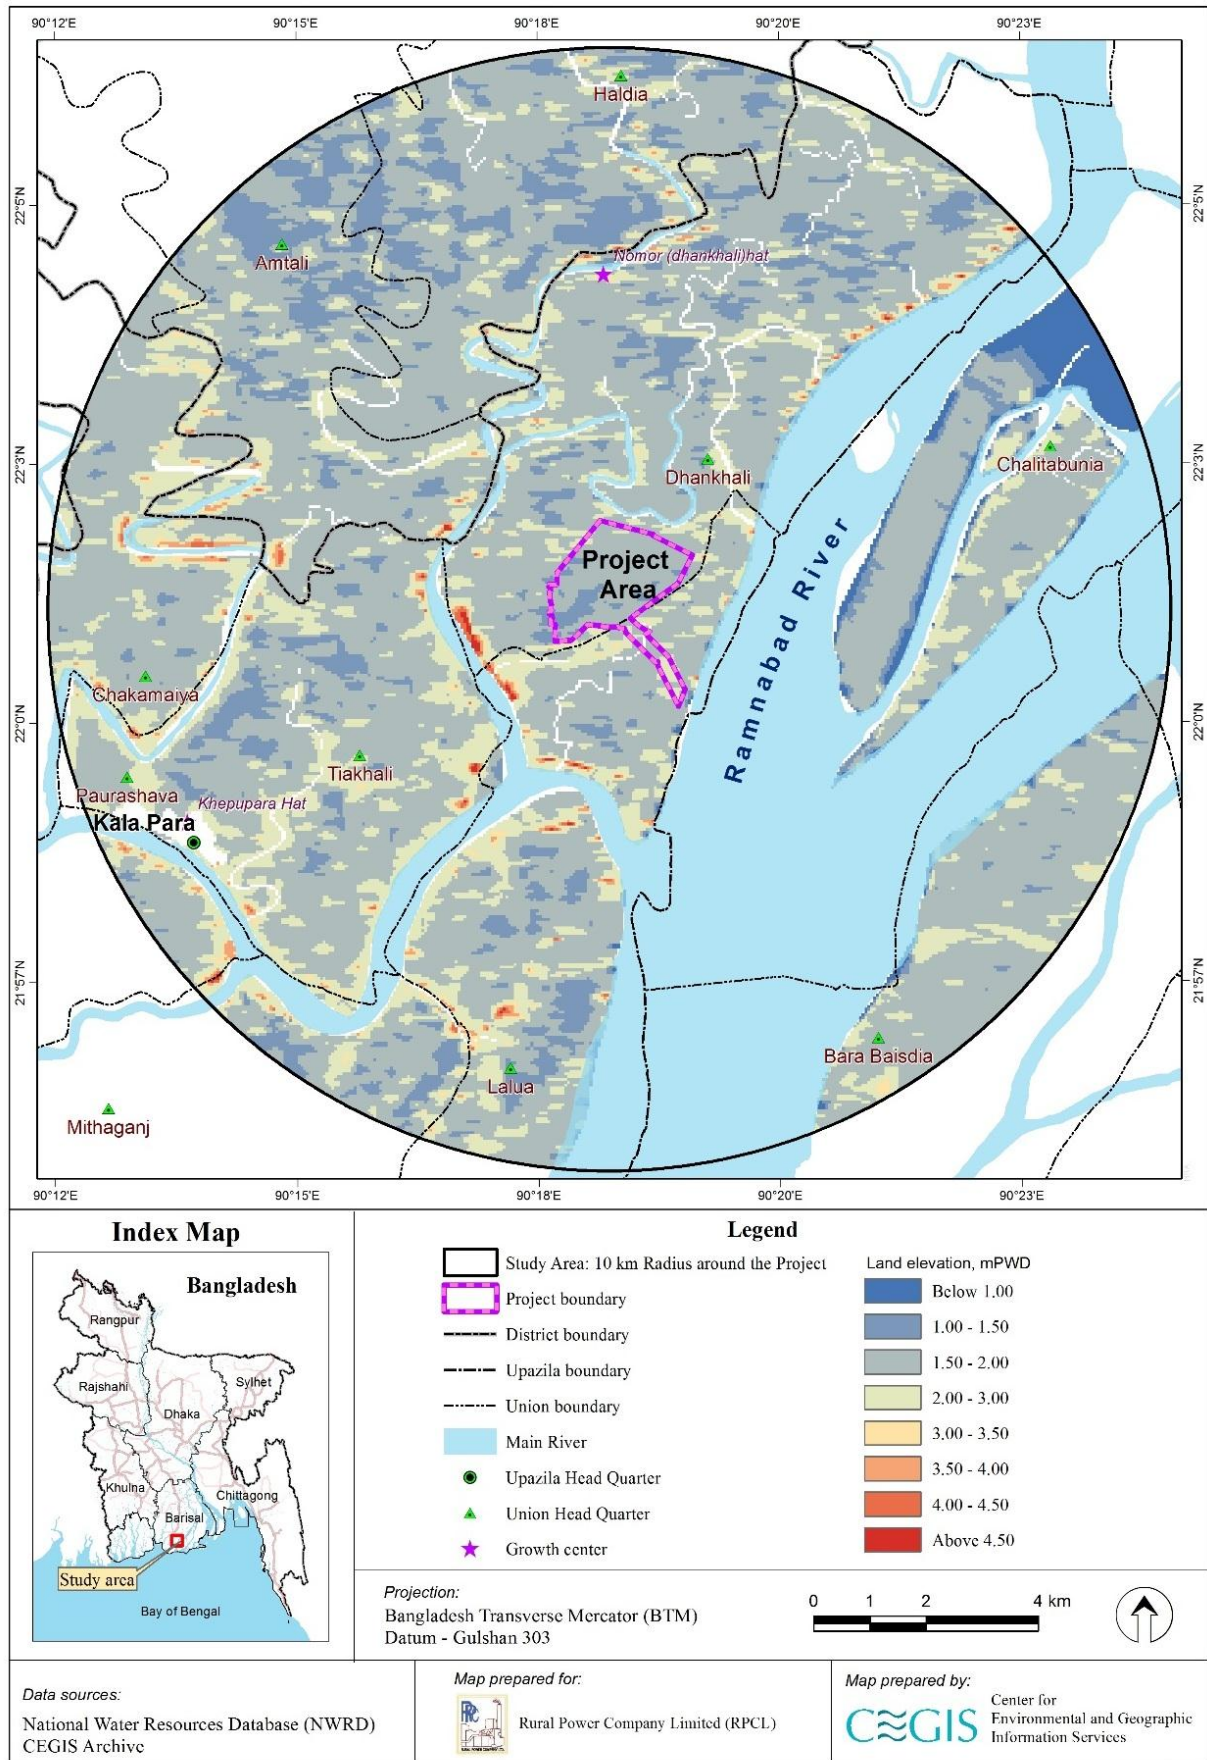 90°12'E 90°15'E 90°18'E 90°20'E 90°23'E
Haldia
22°5'N 22°5'N
Amtali
Nomor (dhankhali)hat
22°3'N 22°3'N
Dhankhali
Chalitabunia
Project
Area
Ramnabad River
Chakamaiya
22°0'N 22°0'N
Tiakhali
Paurashava
Khepupara Hat
Kala Para
21°57'N 21°57'N
Bara Baisdia
Lalua
Mithaganj
90°12'E 90°15'E 90°18'E 90°20'E 90°23'E
Index Map
Bangladesh
Rangpur
Rajshahi
Sylhet
Dhaka
Khulna
Chittagong
Barisal
Study area
Bay of Bengal
Legend
Study Area: 10 km Radius around the Project
Project boundary
District boundary
Upazila boundary
Union boundary
Main River
Upazila Head Quarter
Union Head Quarter
Growth center
Land elevation, mPWD
Below 1.00
1.00 - 1.50
1.50 - 2.00
2.00 - 3.00
3.00 - 3.50
3.50 - 4.00
4.00 - 4.50
Above 4.50
Projection:
Bangladesh Transverse Mercator (BTM)
Datum - Gulshan 303
0 1 2 4 km
Data sources:
National Water Resources Database (NWRD)
CEGIS Archive
Map prepared for:
Rural Power Company Limited (RPCL)
Map prepared by:
CEGIS
Center for
Environmental and Geographic
Information Services